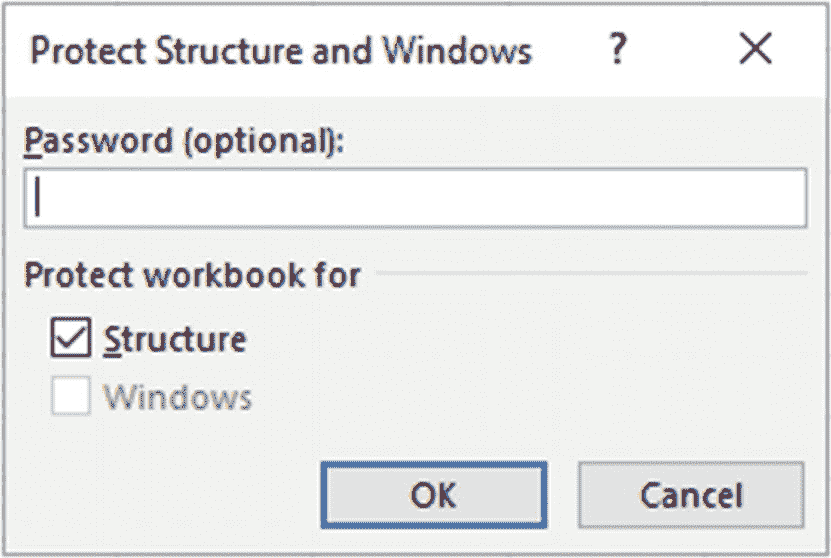 Protect Structure and Windows ?
Password (optional):
Protect workbook for
Structure
Windows
OK Cancel